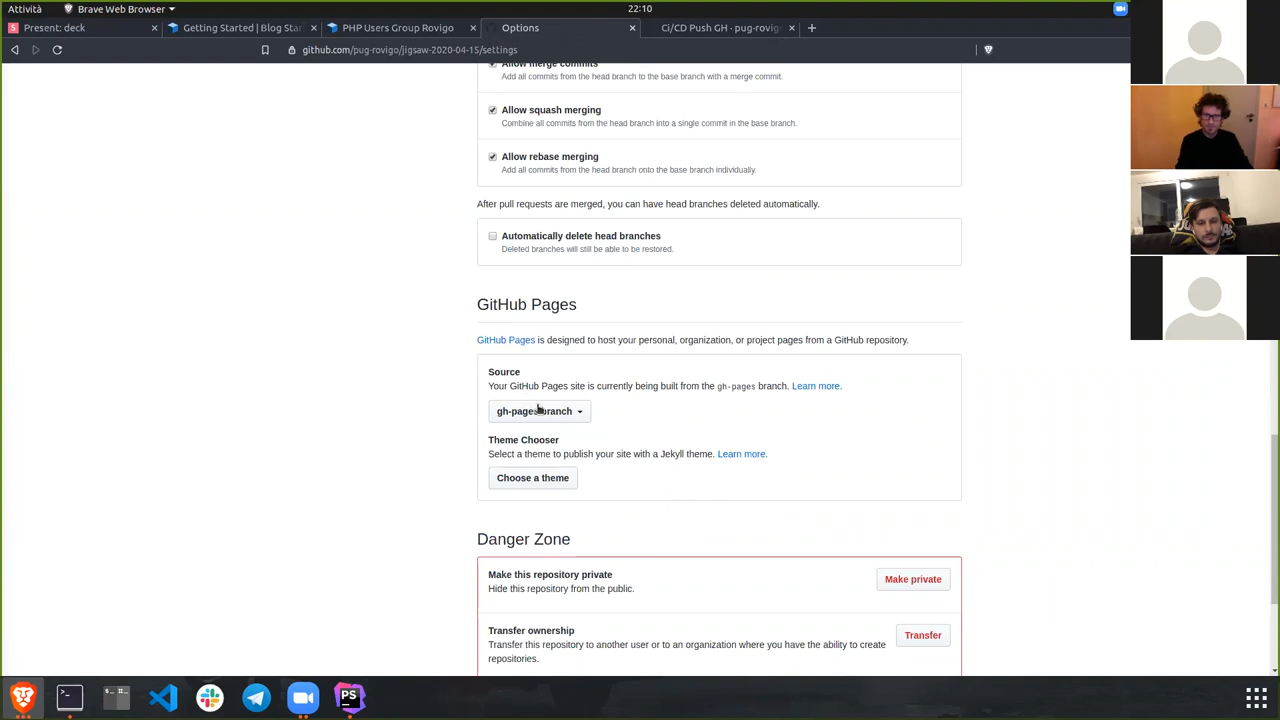 Attività
Brave Web Browser
22:10
Present: deck
Getting Started | Blog Star
PHP Users Group Rovigo
Options
CI/CD Push GH · pug-rovig
github.com/pug-rovigo/jigsaw-2020-04-15/settings
Allow merge commits
Add all commits from the head branch to the base branch with a merge commit.
Allow squash merging
Combine all commits from the head branch into a single commit in the base branch.
Allow rebase merging
Add all commits from the head branch onto the base branch individually.
After pull requests are merged, you can have head branches deleted automatically.
Automatically delete head branches
Deleted branches will still be able to be restored.
GitHub Pages
GitHub Pages is designed to host your personal, organization, or project pages from a GitHub repository.
Source
Your GitHub Pages site is currently being built from the gh-pages branch. Learn more.
gh-pages branch
Theme Chooser
Select a theme to publish your site with a Jekyll theme. Learn more.
Choose a theme
Danger Zone
Make this repository private
Hide this repository from the public.
Make private
Transfer ownership
Transfer this repository to another user or to an organization where you have the ability to create
repositories.
Transfer
PS